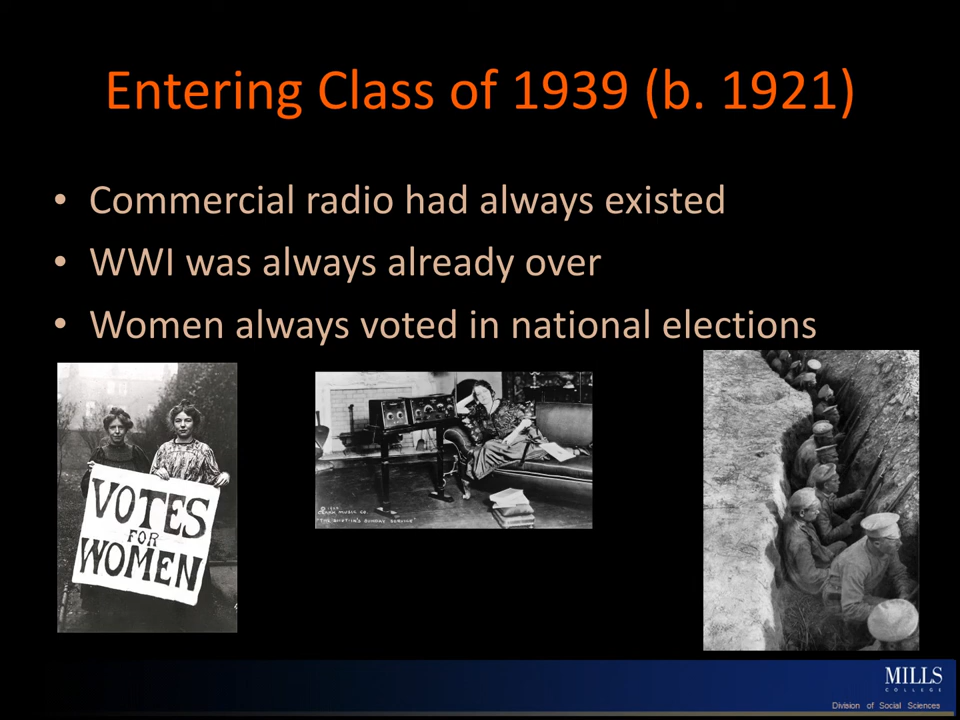 Entering Class of 1939 (b. 1921)
• Commercial radio had always existed
• WWI was always already over
• Women always voted in national elections
VOTES
FOR
WOMEN
MILLS
COLLEGE
Division of Social Sciences